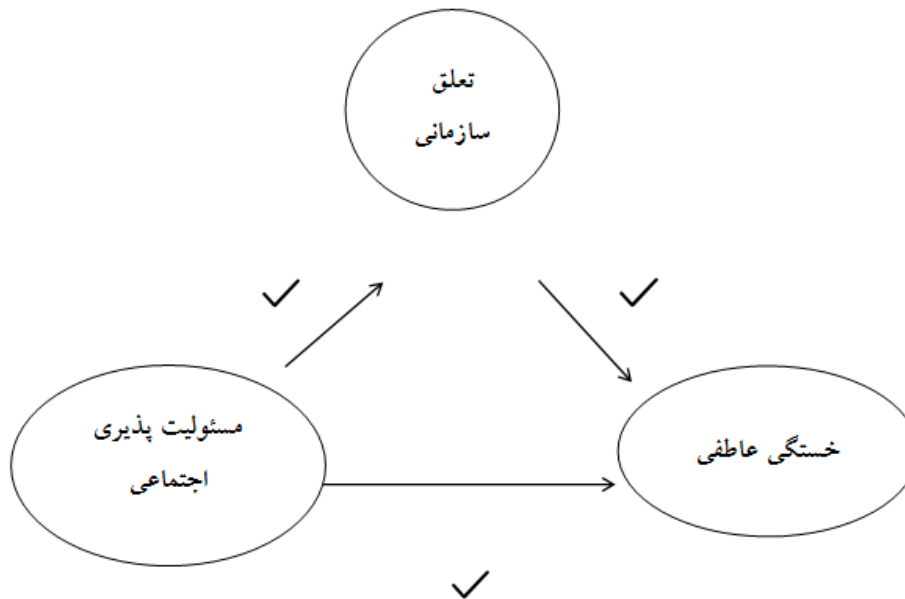 تعلق
سازمانی
مسئولیت پذیری
اجتماعی
خستگی عاطفی